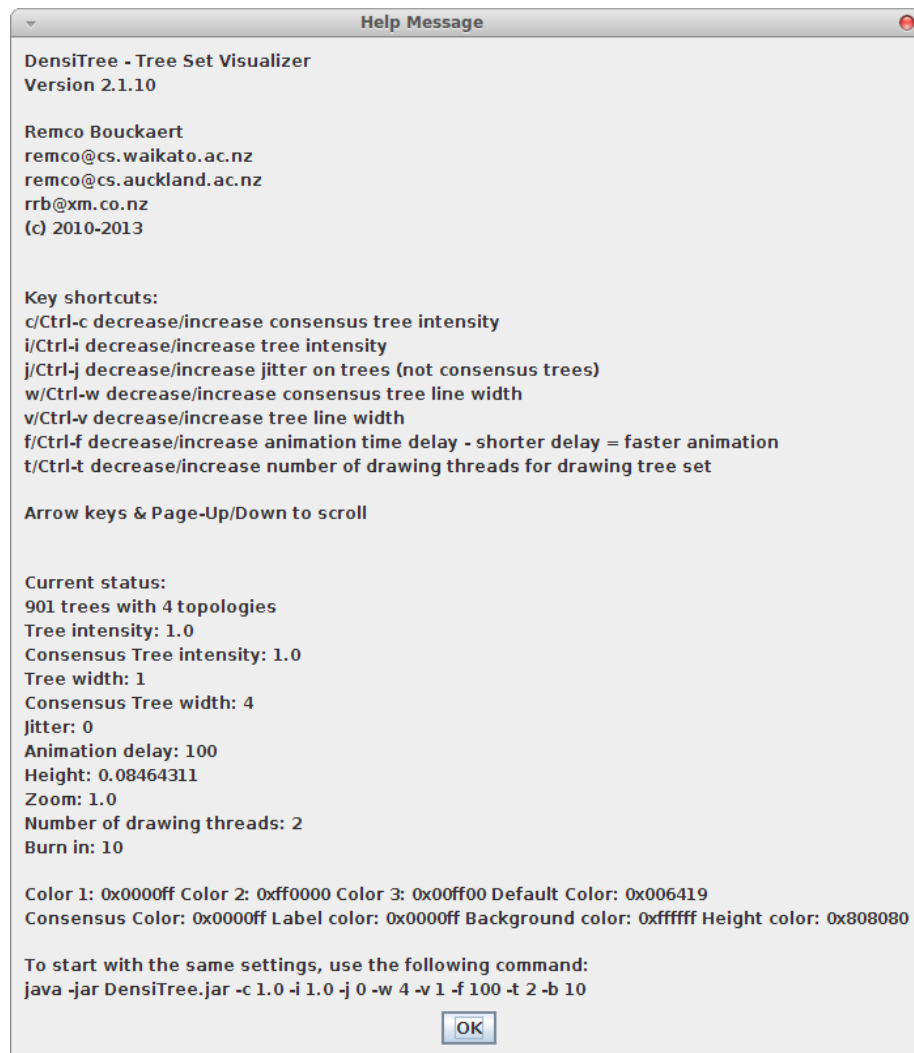 Help Message
DensiTree - Tree Set Visualizer
Version 2.1.10
Remco Bouckaert
remco@cs.waikato.ac.nz
remco@cs.auckland.ac.nz
rrb@xm.co.nz
(c) 2010-2013
Key shortcuts:
c/Ctrl-c decrease/increase consensus tree intensity
i/Ctrl-i decrease/increase tree intensity
j/Ctrl-j decrease/increase jitter on trees (not consensus trees)
w/Ctrl-w decrease/increase consensus tree line width
v/Ctrl-v decrease/increase tree line width
f/Ctrl-f decrease/increase animation time delay - shorter delay = faster animation
t/Ctrl-t decrease/increase number of drawing threads for drawing tree set
Arrow keys & Page-Up/Down to scroll
Current status:
901 trees with 4 topologies
Tree intensity: 1.0
Consensus Tree intensity: 1.0
Tree width: 1
Consensus Tree width: 4
Jitter: 0
Animation delay: 100
Height: 0.08464311
Zoom: 1.0
Number of drawing threads: 2
Burn in: 10
Color 1: 0x0000ff Color 2: 0xff0000 Color 3: 0x00ff00 Default Color: 0x006419
Consensus Color: 0x0000ff Label color: 0x0000ff Background color: 0xffffff Height color: 0x808080
To start with the same settings, use the following command:
java -jar DensiTree.jar -c 1.0 -i 1.0 -j 0 -w 4 -v 1 -f 100 -t 2 -b 10
OK